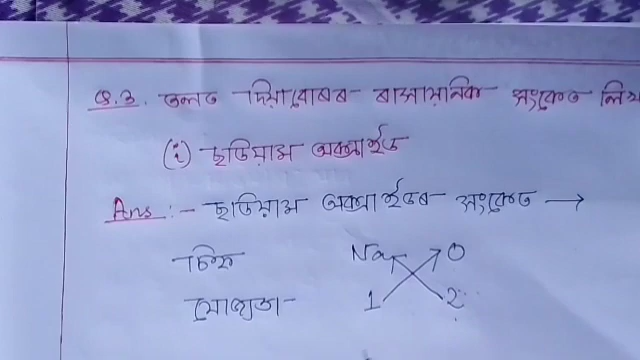 Q.3. তলত দিয়াবোৰৰ ৰাসায়নিক সংকেত লিখ
(i) ছডিয়াম অক্সাইড
Ans :- ছডিয়াম অক্সাইডৰ সংকেত →
চিহ্ন Na O
যোজ্যতা- 1 2